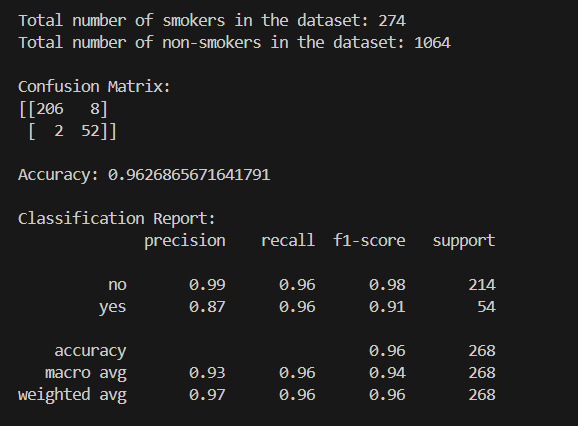 Total number of smokers in the dataset: 274
Total number of non-smokers in the dataset: 1064
Confusion Matrix:
[[206   8]
 [  2  52]]
Accuracy: 0.9626865671641791
Classification Report:
              precision    recall  f1-score   support
          no       0.99      0.96      0.98       214
         yes       0.87      0.96      0.91        54
    accuracy                           0.96       268
   macro avg       0.93      0.96      0.94       268
weighted avg       0.97      0.96      0.96       268